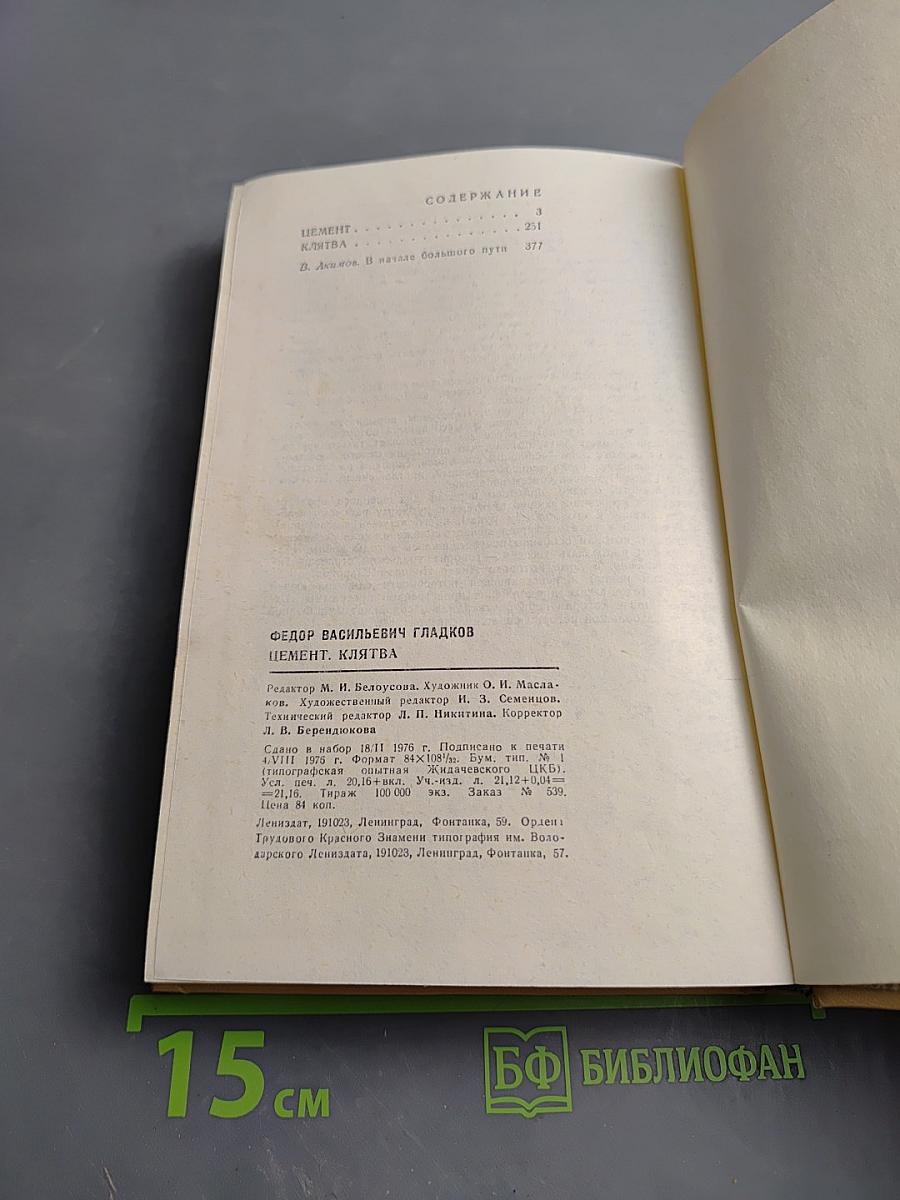 СОДЕРЖАНИЕ
ЦЕМЕНТ . . . . . . . . . . . . . . 3
КЛЯТВА . . . . . . . . . . . . . . 251
В. Акимов. В начале большого пути 377
ФЕДОР ВАСИЛЬЕВИЧ ГЛАДКОВ
ЦЕМЕНТ. КЛЯТВА
Редактор М. И. Белоусова. Художник О. И. Масла-
ков. Художественный редактор И. З. Семенцов.
Технический редактор Л. П. Никитина. Корректор
Л. В. Берендюкова
Сдано в набор 18/II 1976 г. Подписано к печати
4/VIII 1976 г. Формат 84×108¹/₃₂. Бум. тип. № 1
(типографская опытная Жидачевского ЦКБ).
Усл. печ. л. 20,16+вкл. Уч.-изд. л. 21,12+0,04=
=21,16. Тираж 100 000 экз. Заказ № 539.
Цена 84 коп.
Лениздат, 191023, Ленинград, Фонтанка, 59. Ордена
Трудового Красного Знамени типография им. Воло-
дарского Лениздата, 191023, Ленинград, Фонтанка, 57.
15 см
БФ БИБЛИОФАН